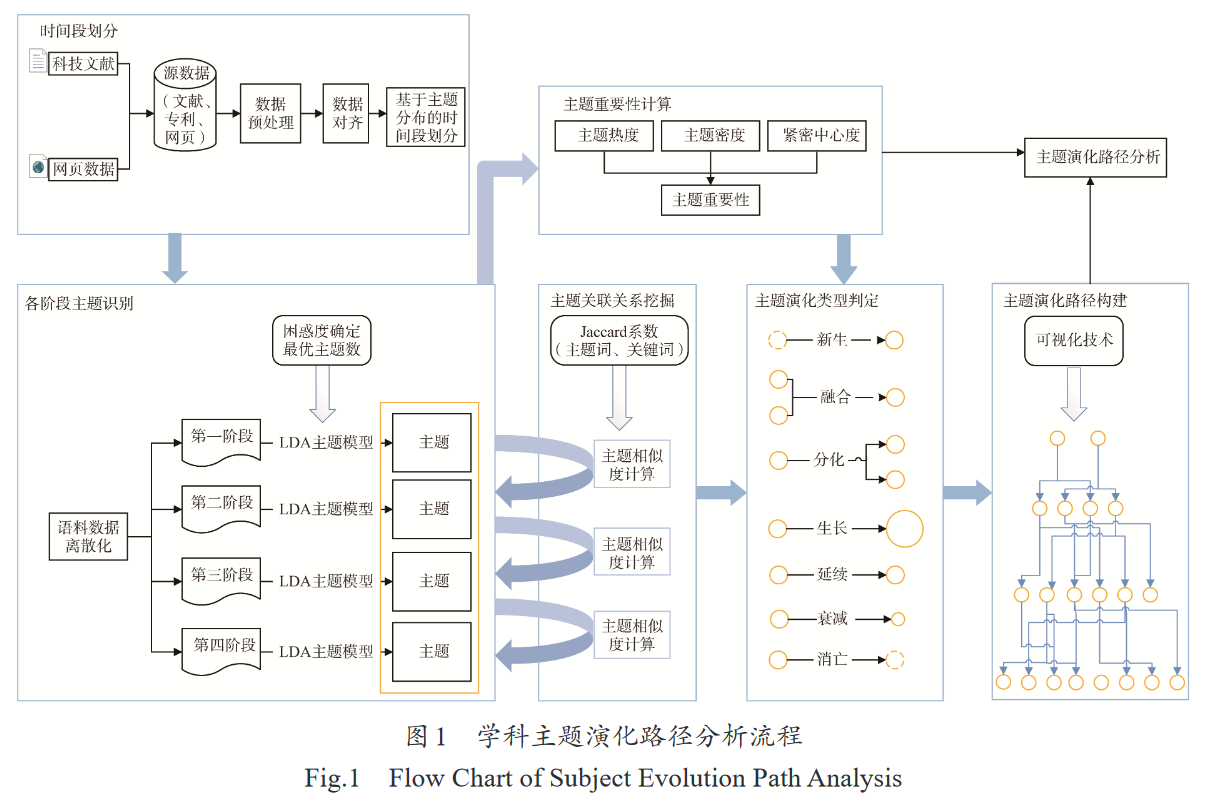 时间段划分
科技文献
网页数据
源数据
（文献、
专利、
网页）
数据
预处理
数据
对齐
基于主题
分布的时
间段划分
主题重要性计算
主题热度
主题密度
紧密中心度
主题重要性
主题演化路径分析
各阶段主题识别
困惑度确定
最优主题数
语料数据
离散化
第一阶段
LDA主题模型
主题
第二阶段
LDA主题模型
主题
第三阶段
LDA主题模型
主题
第四阶段
LDA主题模型
主题
主题关联关系挖掘
Jaccard系数
（主题词、关键词）
主题相似
度计算
主题相似
度计算
主题相似
度计算
主题演化类型判定
新生
融合
分化
生长
延续
衰减
消亡
主题演化路径构建
可视化技术
图1 学科主题演化路径分析流程
Fig.1 Flow Chart of Subject Evolution Path Analysis